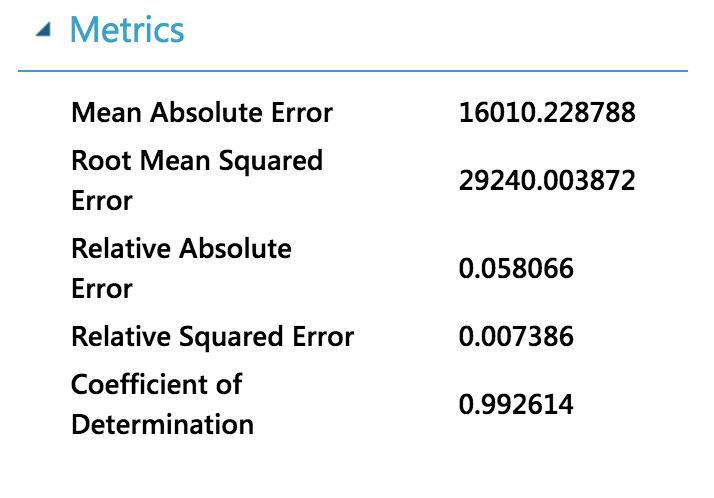 Metrics
Mean Absolute Error 16010.228788
Root Mean Squared
Error 29240.003872
Relative Absolute
Error 0.058066
Relative Squared Error 0.007386
Coefficient of
Determination 0.992614